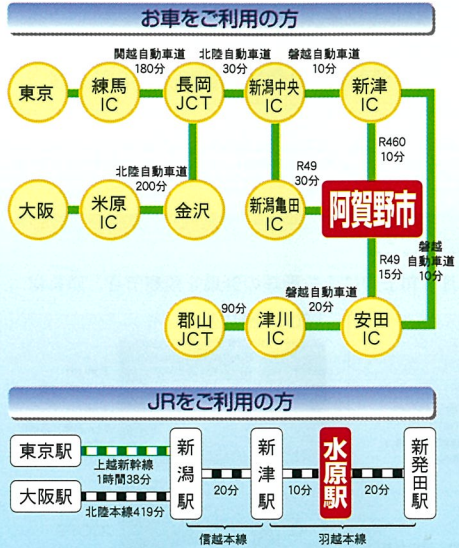 お車をご利用の方
関越自動車道
180分
北陸自動車道
30分
磐越自動車道
10分
東京
練馬
IC
長岡
JCT
新潟中央
IC
新津
IC
R460
10分
北陸自動車道
200分
R49
30分
大阪
米原
IC
金沢
新潟亀田
IC
阿賀野市
磐越
自動車道
10分
R49
15分
90分
磐越自動車道
20分
郡山
JCT
津川
IC
安田
IC
JRをご利用の方
東京駅
上越新幹線
1時間38分
大阪駅
北陸本線419分
新潟駅
20分
新津駅
10分
水原駅
20分
新発田駅
信越本線
羽越本線